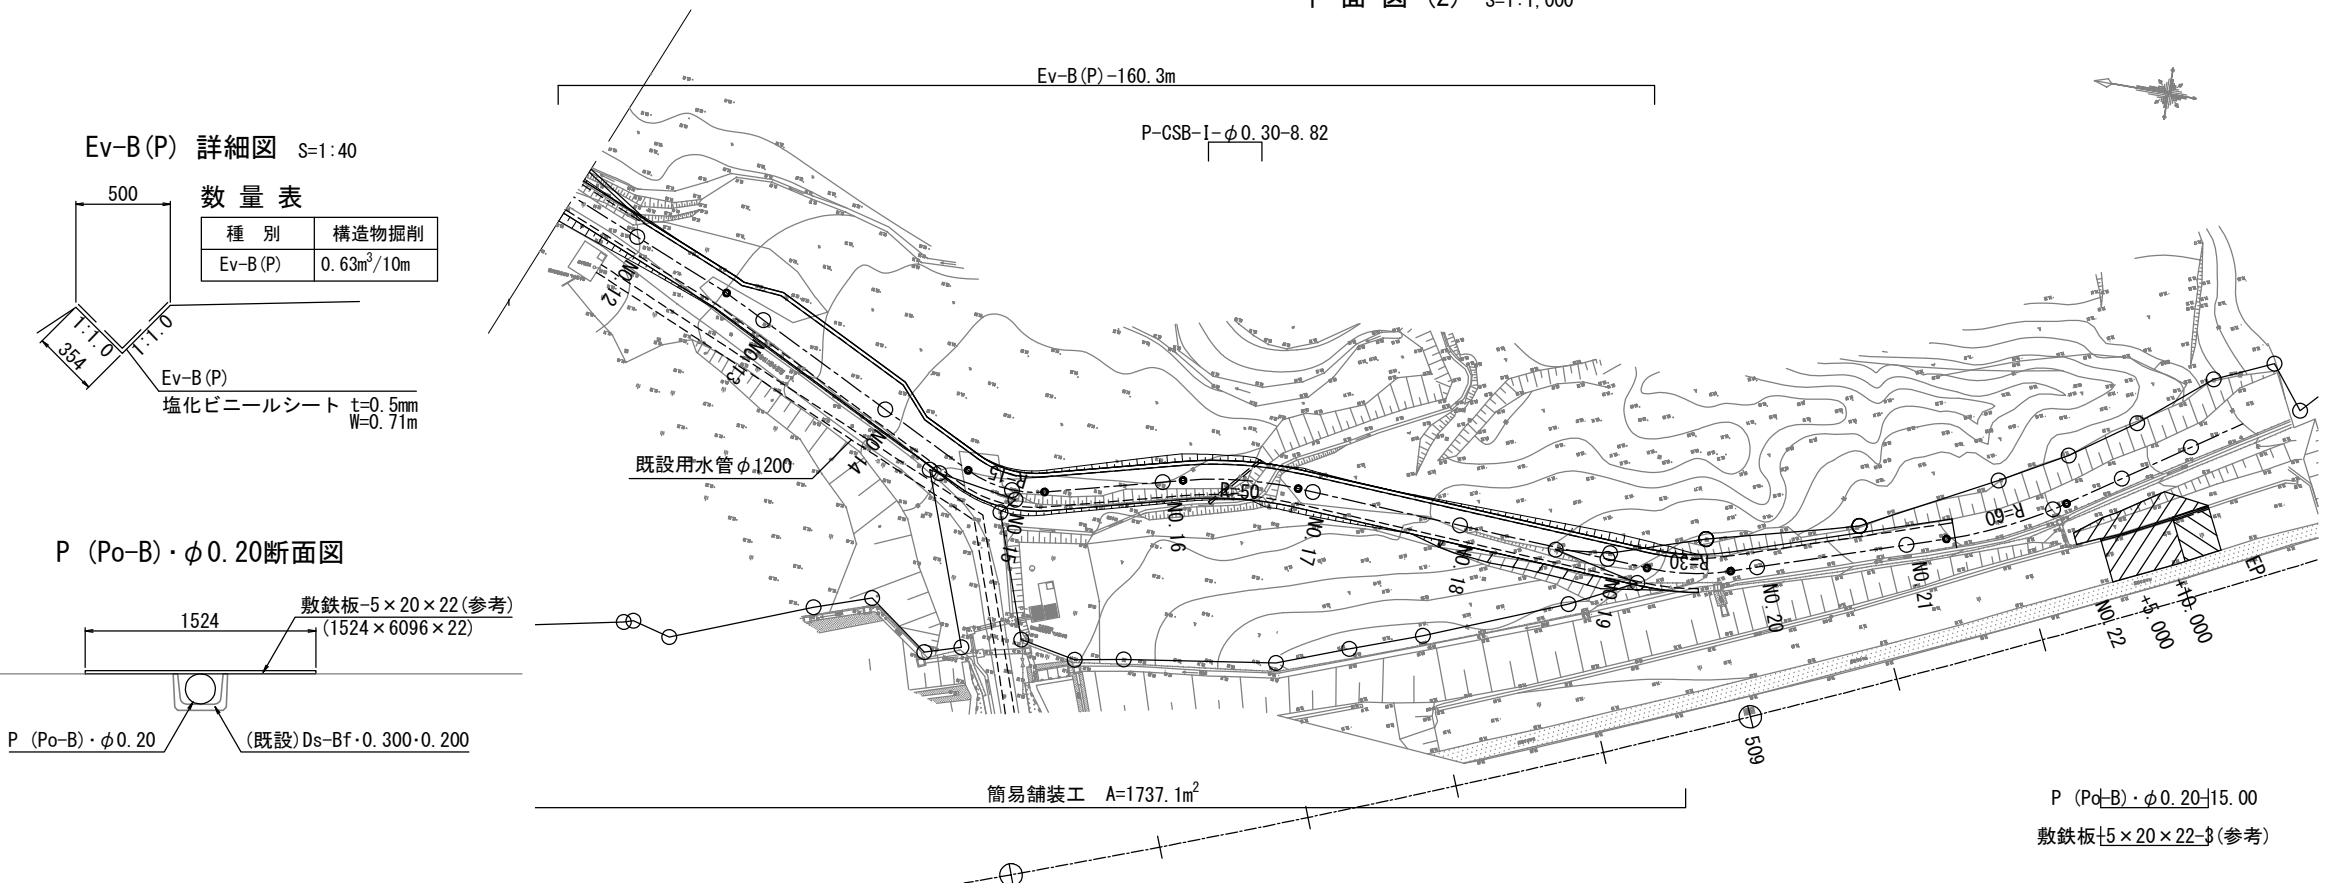 平 面 図 (2) S=1:1,000
Ev-B(P)-160.3m
P-CSB-I-φ0.30-8.82
Ev-B(P) 詳細図 S=1:40
500
数 量 表
種 別 構造物掘削
Ev-B(P) 0.63m³/10m
1:1.0
1:1.0
354
Ev-B(P)
塩化ビニールシート t=0.5mm
W=0.71m
既設用水管φ1200
NO.12
NO.13
NO.14
R=15
NO.15
NO.16
R=50
NO.17
NO.18
NO.19
R=30
NO.20
NO.21
R=60
NO.22
+5.000
+10.000
EP
509
P (Po-B)・φ0.20断面図
1524
敷鉄板-5×20×22(参考)
(1524×6096×22)
P (Po-B)・φ0.20
(既設)Ds-Bf・0.300・0.200
簡易舗装工 A=1737.1m²
P (Po-B)・φ0.20-15.00
敷鉄板-5×20×22-3(参考)